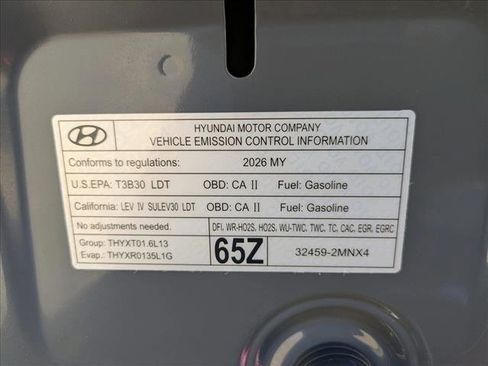 HYUNDAI MOTOR COMPANY
VEHICLE EMISSION CONTROL INFORMATION
Conforms to regulations: 2026 MY
U.S.EPA: T3B30 LDT OBD: CA II Fuel: Gasoline
California: LEV IV SULEV30 LDT OBD: CA II Fuel: Gasoline
No adjustments needed. DFI, WR-HO2S, HO2S, WU-TWC, TWC, TC, CAC, EGR, EGRC
Group: THYXT01.6L13
Evap.: THYXR0135L1G
65Z
32459-2MNX4